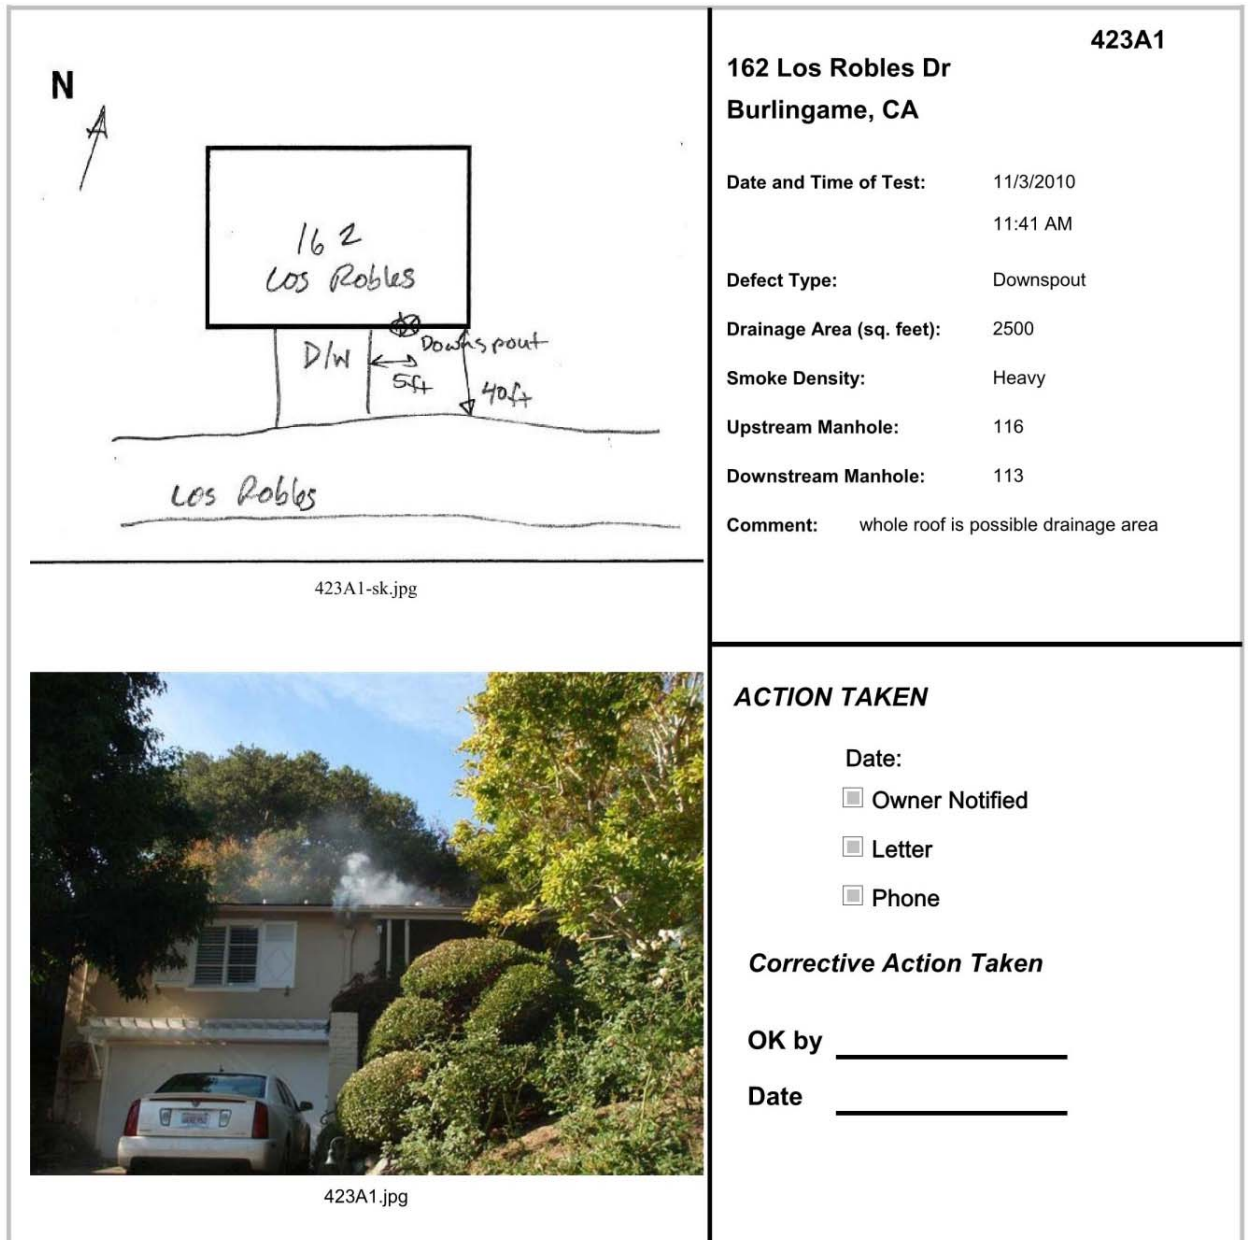 N
162
Los Robles
D/W
Downspout
5ft
40ft
Los Robles
423A1-sk.jpg
423A1
162 Los Robles Dr
Burlingame, CA
Date and Time of Test: 11/3/2010
11:41 AM
Defect Type: Downspout
Drainage Area (sq. feet): 2500
Smoke Density: Heavy
Upstream Manhole: 116
Downstream Manhole: 113
Comment: whole roof is possible drainage area
423A1.jpg
ACTION TAKEN
Date:
Owner Notified
Letter
Phone
Corrective Action Taken
OK by
Date